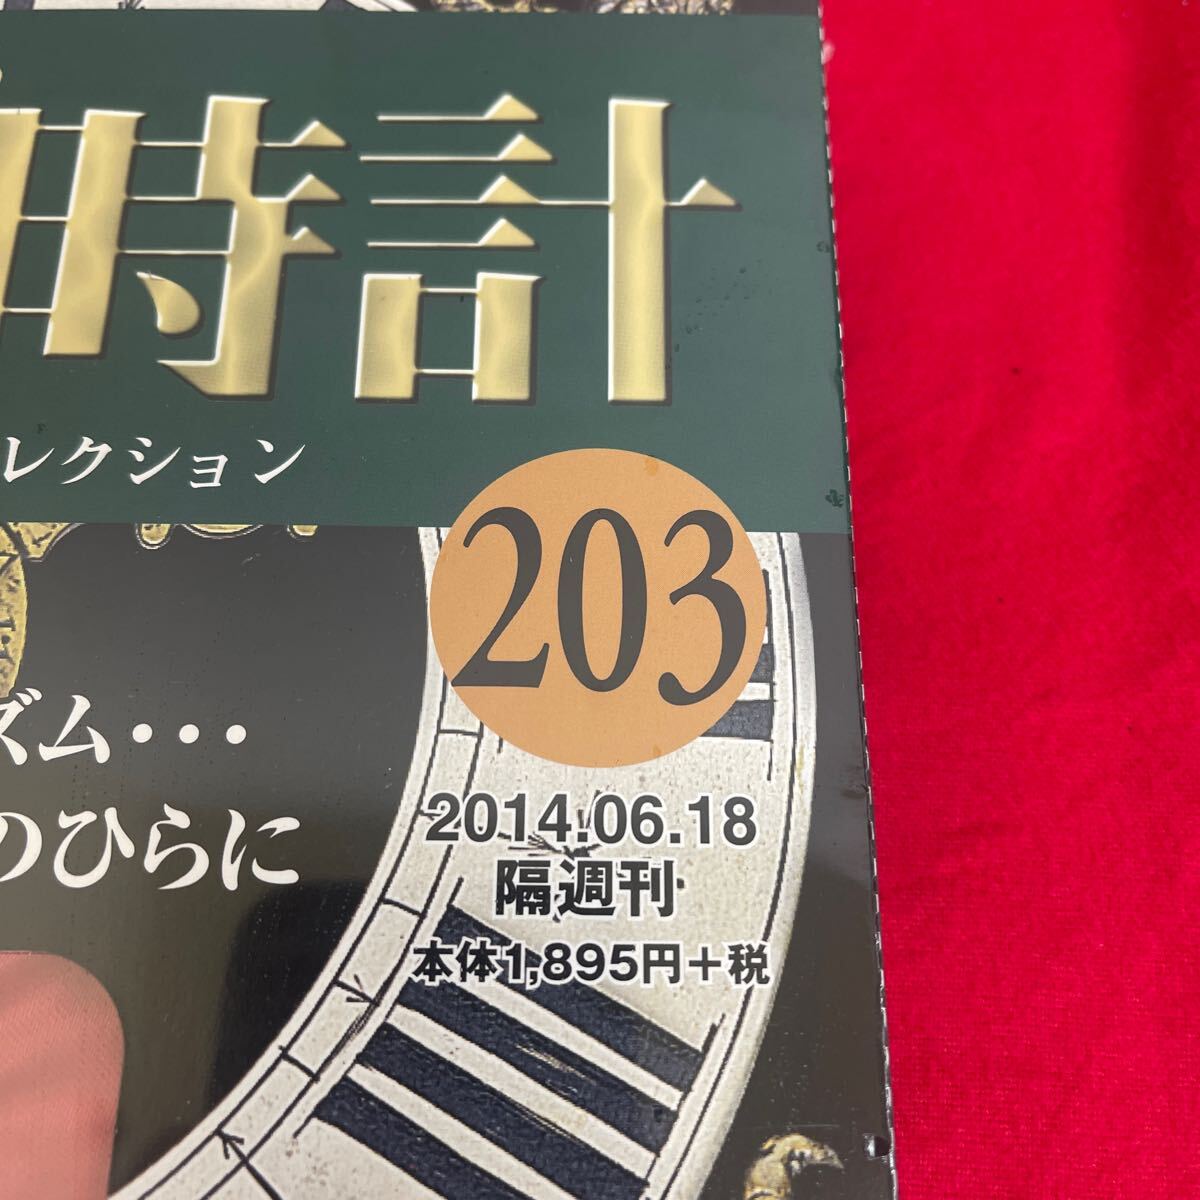 時計
レクション
203
ズム・・・
のひらに
2014.06.18
隔週刊
本体1,895円+税